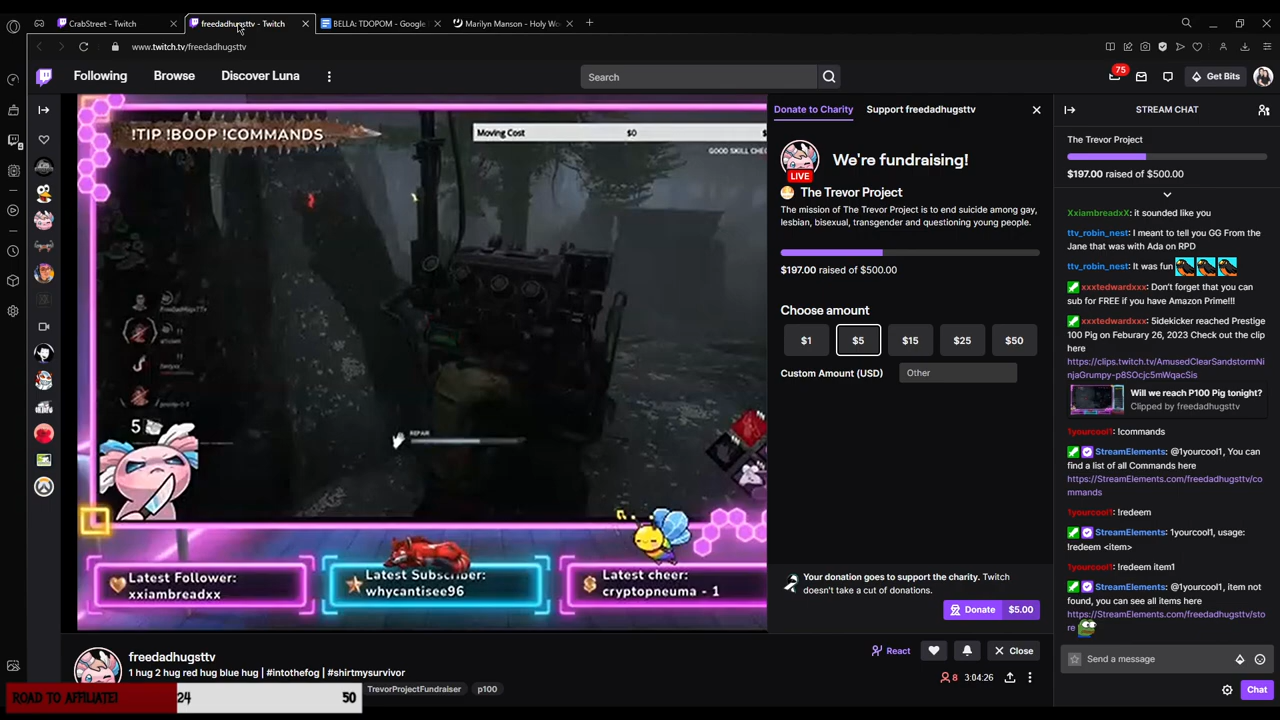 CrabStreet - Twitch
freedadhugsttv - Twitch
BELLA: TDOPOM - Google
Marilyn Manson - Holy Wo
www.twitch.tv/freedadhugsttv
Following
Browse
Discover Luna
Search
75
Get Bits
!TIP !BOOP !COMMANDS
Moving Cost
$0
GOOD SKILL CHEC
5
REPAIR
Latest Follower:
xxiambreadxx
Latest Subscriber:
whycantisee96
Latest cheer:
cryptopneuma - 1
Donate to Charity
Support freedadhugsttv
We're fundraising!
LIVE
The Trevor Project
The mission of The Trevor Project is to end suicide among gay,
lesbian, bisexual, transgender and questioning young people.
$197.00 raised of $500.00
Choose amount
$1
$5
$15
$25
$50
Custom Amount (USD)
Other
Your donation goes to support the charity. Twitch
doesn't take a cut of donations.
Donate
$5.00
freedadhugsttv
1 hug 2 hug red hug blue hug | #intothefog | #shirtmysurvivor
TrevorProjectFundraiser
p100
React
Close
8
3:04:26
ROAD TO AFFILIATE!
24
50
STREAM CHAT
The Trevor Project
$197.00 raised of $500.00
XxiambreadxX: it sounded like you
ttv_robin_nest: I meant to tell you GG From the
Jane that was with Ada on RPD
ttv_robin_nest: It was fun
xxxtedwardxxx: Don't forget that you can
sub for FREE if you have Amazon Prime!!!
xxxtedwardxxx: 5idekicker reached Prestige
100 Pig on Feburary 26, 2023 Check out the clip
here
https://clips.twitch.tv/AmusedClearSandstormNi
njaGrumpy-p8SOcjc5mWqacSis
Will we reach P100 Pig tonight?
Clipped by freedadhugsttv
1yourcool1: !commands
StreamElements: @1yourcool1, You can
find a list of all Commands here
https://StreamElements.com/freedadhugsttv/co
mmands
1yourcool1: !redeem
StreamElements: 1yourcool1, usage:
!redeem <item>
1yourcool1: !redeem item1
StreamElements: @1yourcool1, item not
found, you can see all items here
https://StreamElements.com/freedadhugsttv/sto
re
Send a message
Chat